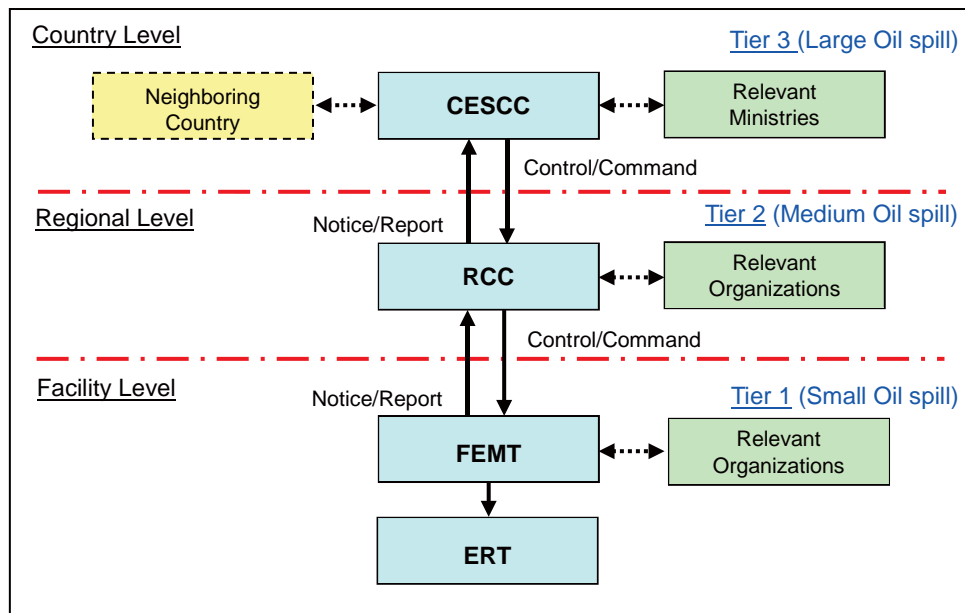 Country Level
Tier 3 (Large Oil spill)
Neighboring
Country
CESCC
Relevant
Ministries
Control/Command
Regional Level
Tier 2 (Medium Oil spill)
Notice/Report
RCC
Relevant
Organizations
Control/Command
Facility Level
Tier 1 (Small Oil spill)
Notice/Report
FEMT
Relevant
Organizations
ERT